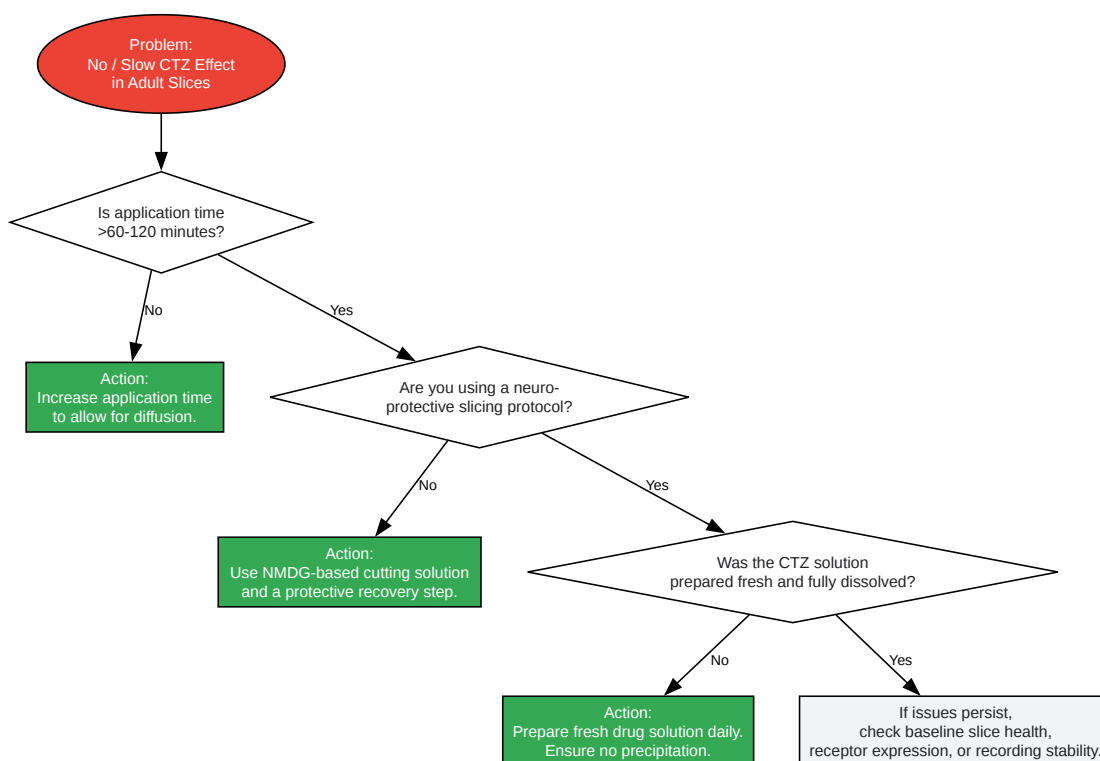 Problem:
No / Slow CTZ Effect
in Adult Slices
Is application time
>60-120 minutes?
No
Yes
Action:
Increase application time
to allow for diffusion.
Are you using a neuro-
protective slicing protocol?
No
Yes
Action:
Use NMDG-based cutting solution
and a protective recovery step.
Was the CTZ solution
prepared fresh and fully dissolved?
No
Yes
Action:
Prepare fresh drug solution daily.
Ensure no precipitation.
If issues persist,
check baseline slice health,
receptor expression, or recording stability.